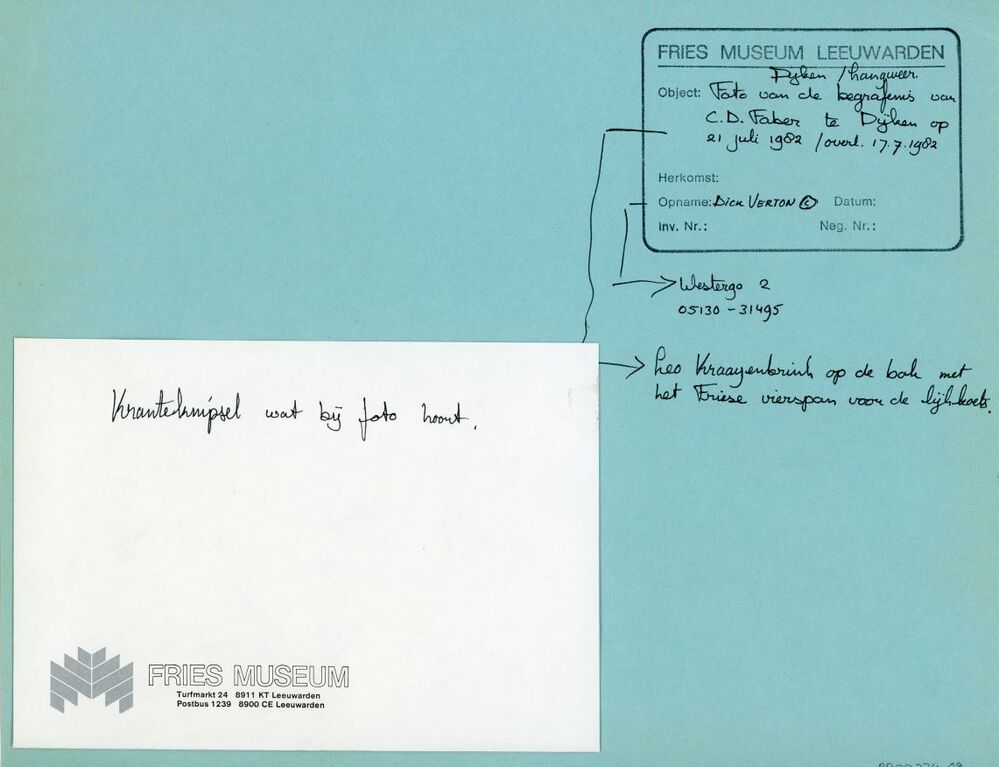 FRIES MUSEUM LEEUWARDEN
Dijken / Langweer.
Object: Foto van de begrafenis van
C.D. Faber te Dijken op
21 juli 1982 / overl. 17.7.1982
Herkomst:
Opname: Dick Verton © Datum:
Inv. Nr.: Neg. Nr.:
Westergo 2
05130 - 31495
Leo Kraayenbrink op de bok met
het Friese vierspan voor de lijkkoets.
Kranteknipsel wat bij foto hoort.
FRIES MUSEUM
Turfmarkt 24 8911 KT Leeuwarden
Postbus 1239 8900 CE Leeuwarden